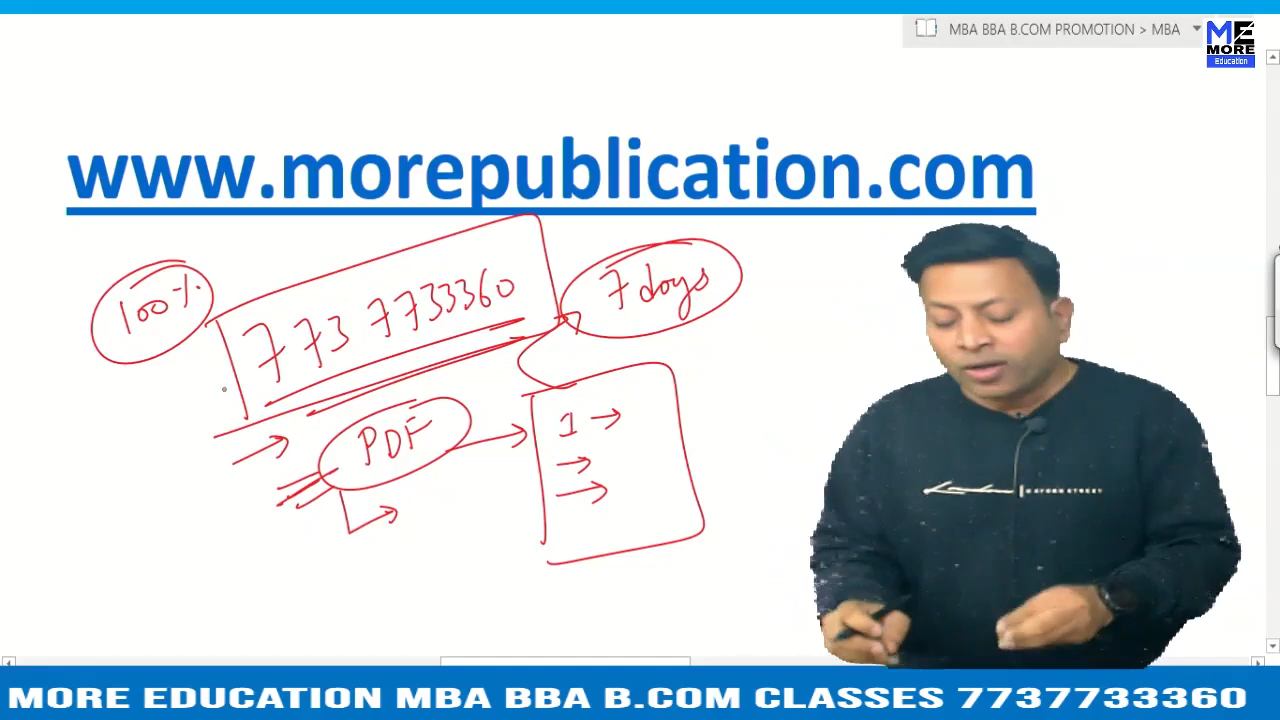 MBA BBA B.COM PROMOTION > MBA
ME
MORE
Education
www.morepublication.com
100%
773 7733360
7 days
PDF
1 →
MORE EDUCATION MBA BBA B.COM CLASSES 7737733360